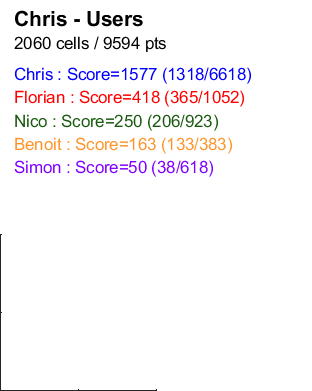 Chris - Users
2060 cells / 9594 pts
Chris : Score=1577 (1318/6618)
Florian : Score=418 (365/1052)
Nico : Score=250 (206/923)
Benoit : Score=163 (133/383)
Simon : Score=50 (38/618)